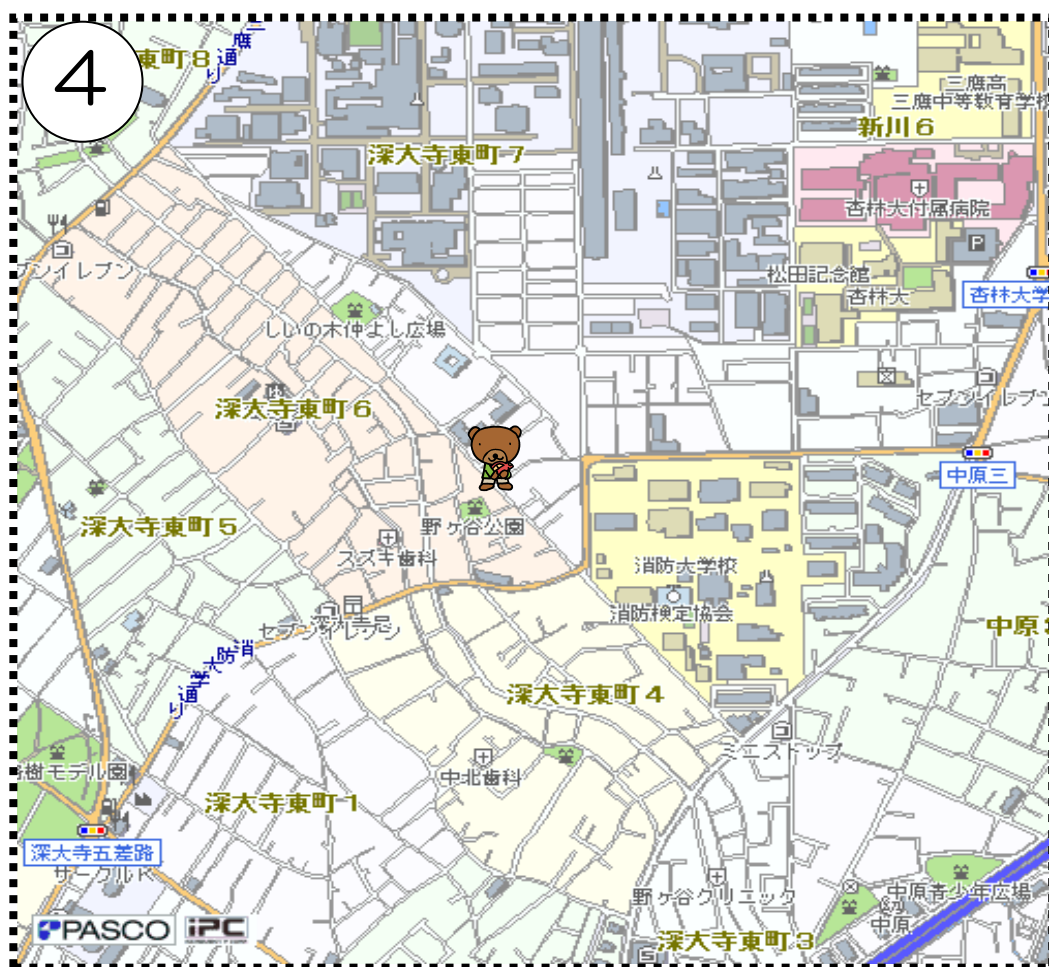 4
東町8
三鷹通り
三鷹高
三鷹中等教育学校
新川6
深大寺東町7
杏林大付属病院
P
松田記念館
杏林大
杏林大学
ブンイレブン
しいの木仲よし広場
深大寺東町6
セブンイレブン
中原三
深大寺東町5
野ヶ谷公園
スズキ歯科
消防大学校
消防検定協会
セブンイレブン
中原
消防大学通り
深大寺東町4
ミニストップ
樹モデル園
中北歯科
深大寺東町1
深大寺五差路
サークルK
野ヶ谷クリニック
中原青少年広場
中原
深大寺東町3
PASCO iPC